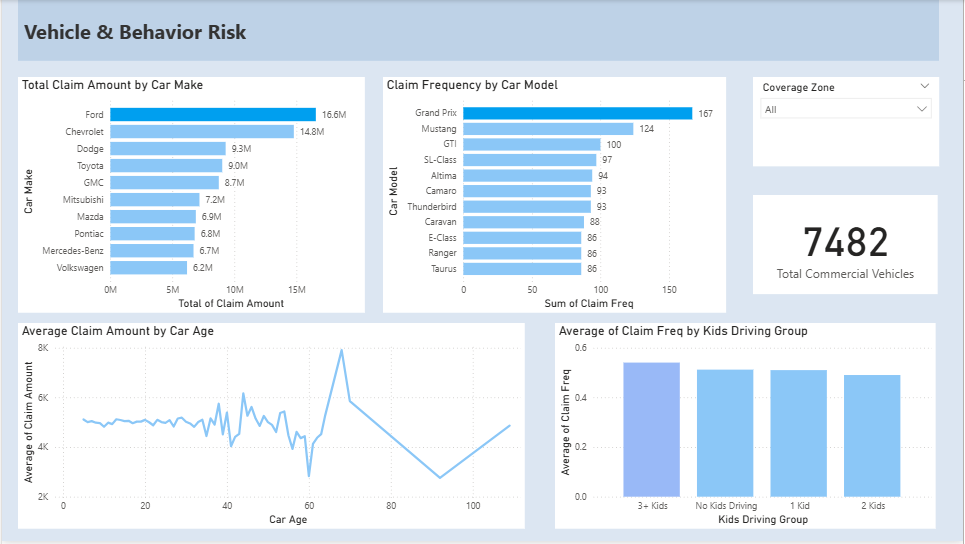 Vehicle & Behavior Risk
Total Claim Amount by Car Make
Car Make
Ford 16.6M
Chevrolet 14.8M
Dodge 9.3M
Toyota 9.0M
GMC 8.7M
Mitsubishi 7.2M
Mazda 6.9M
Pontiac 6.8M
Mercedes-Benz 6.7M
Volkswagen 6.2M
0M 5M 10M 15M
Total of Claim Amount
Claim Frequency by Car Model
Car Model
Grand Prix 167
Mustang 124
GTI 100
SL-Class 97
Altima 94
Camaro 93
Thunderbird 93
Caravan 88
E-Class 86
Ranger 86
Taurus 86
0 50 100 150
Sum of Claim Freq
Coverage Zone
All
7482
Total Commercial Vehicles
Average Claim Amount by Car Age
Average of Claim Amount
8K
6K
4K
2K
0 20 40 60 80 100
Car Age
Average of Claim Freq by Kids Driving Group
Average of Claim Freq
0.6
0.4
0.2
0.0
3+ Kids No Kids Driving 1 Kid 2 Kids
Kids Driving Group